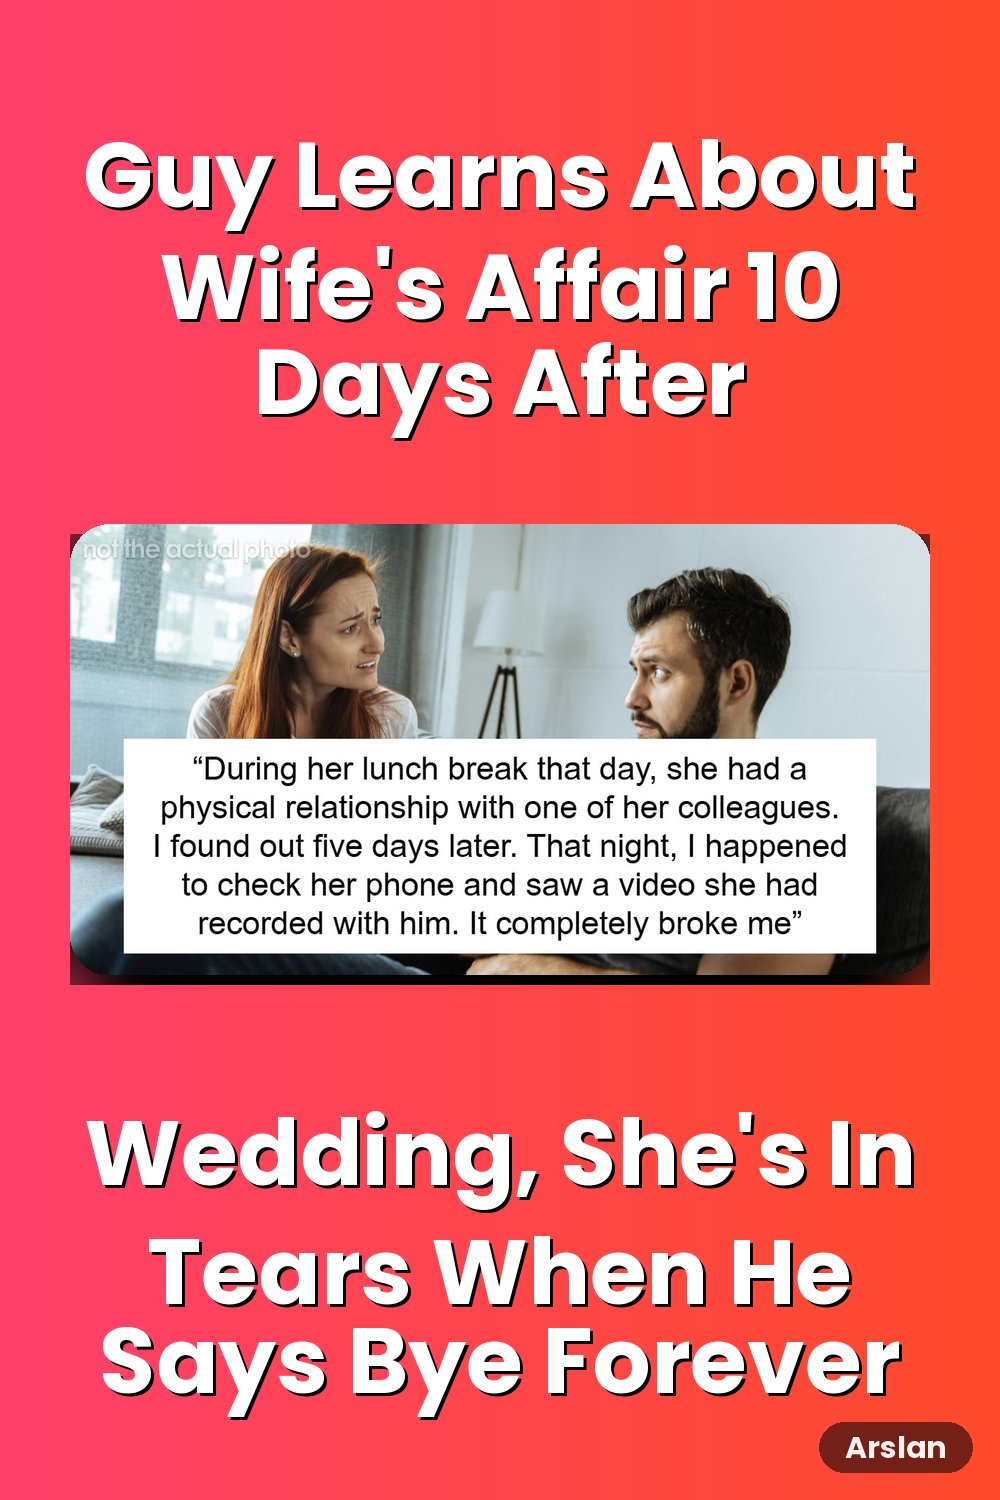 Guy Learns About
Wife's Affair 10
Days After
not the actual photo
“During her lunch break that day, she had a
physical relationship with one of her colleagues.
I found out five days later. That night, I happened
to check her phone and saw a video she had
recorded with him. It completely broke me”
Wedding, She's In
Tears When He
Says Bye Forever
Arslan